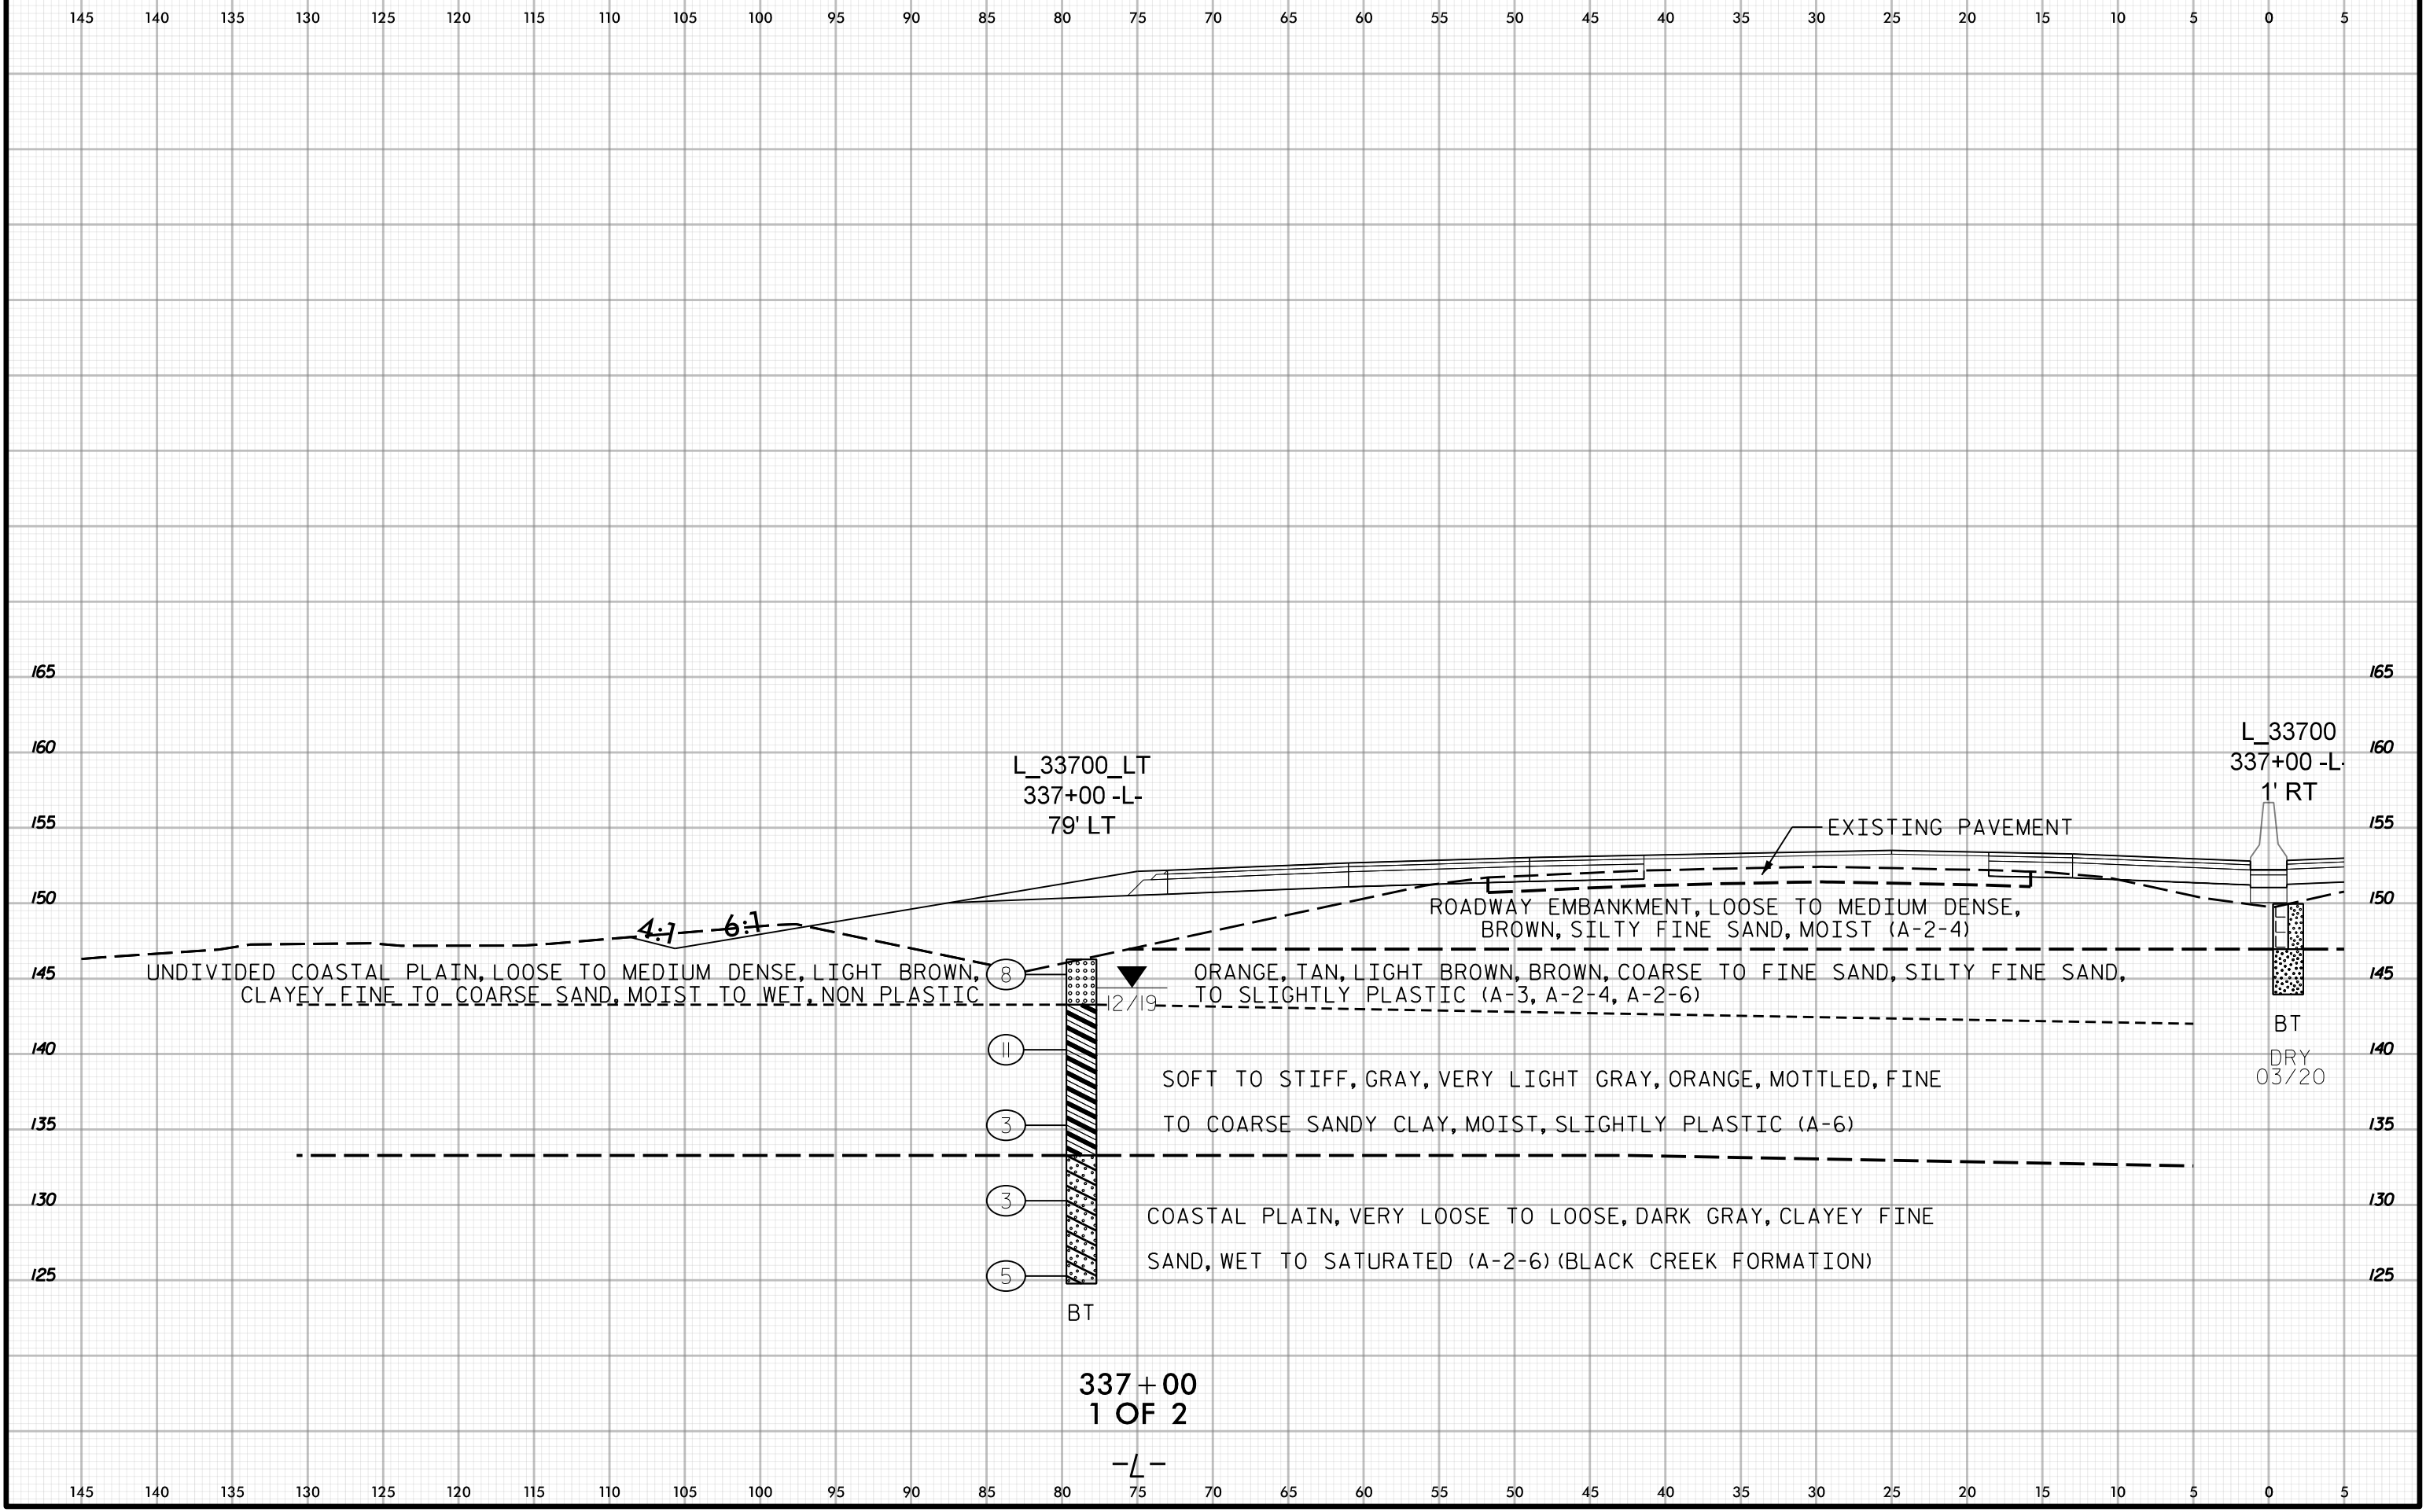 145 140 135 130 125 120 115 110 105 100 95 90 85 80 75 70 65 60 55 50 45 40 35 30 25 20 15 10 5 0 5
165 165
L_33700
160 160
337+00 -L-
L_33700_LT
1' RT
337+00 -L-
79' LT
155 155
EXISTING PAVEMENT
150 150
4:1 6:1
ROADWAY EMBANKMENT, LOOSE TO MEDIUM DENSE,
BROWN, SILTY FINE SAND, MOIST (A-2-4)
145 145
UNDIVIDED COASTAL PLAIN, LOOSE TO MEDIUM DENSE, LIGHT BROWN, 8 ORANGE, TAN, LIGHT BROWN, BROWN, COARSE TO FINE SAND, SILTY FINE SAND,
CLAYEY FINE TO COARSE SAND, MOIST TO WET, NON PLASTIC TO SLIGHTLY PLASTIC (A-3, A-2-4, A-2-6)
12/19
LLL
BT
140 11 140
DRY
03/20
SOFT TO STIFF, GRAY, VERY LIGHT GRAY, ORANGE, MOTTLED, FINE
135 3 TO COARSE SANDY CLAY, MOIST, SLIGHTLY PLASTIC (A-6) 135
130 3 130
COASTAL PLAIN, VERY LOOSE TO LOOSE, DARK GRAY, CLAYEY FINE
SAND, WET TO SATURATED (A-2-6) (BLACK CREEK FORMATION)
125 5 125
BT
337+00
1 OF 2
-L-
145 140 135 130 125 120 115 110 105 100 95 90 85 80 75 70 65 60 55 50 45 40 35 30 25 20 15 10 5 0 5